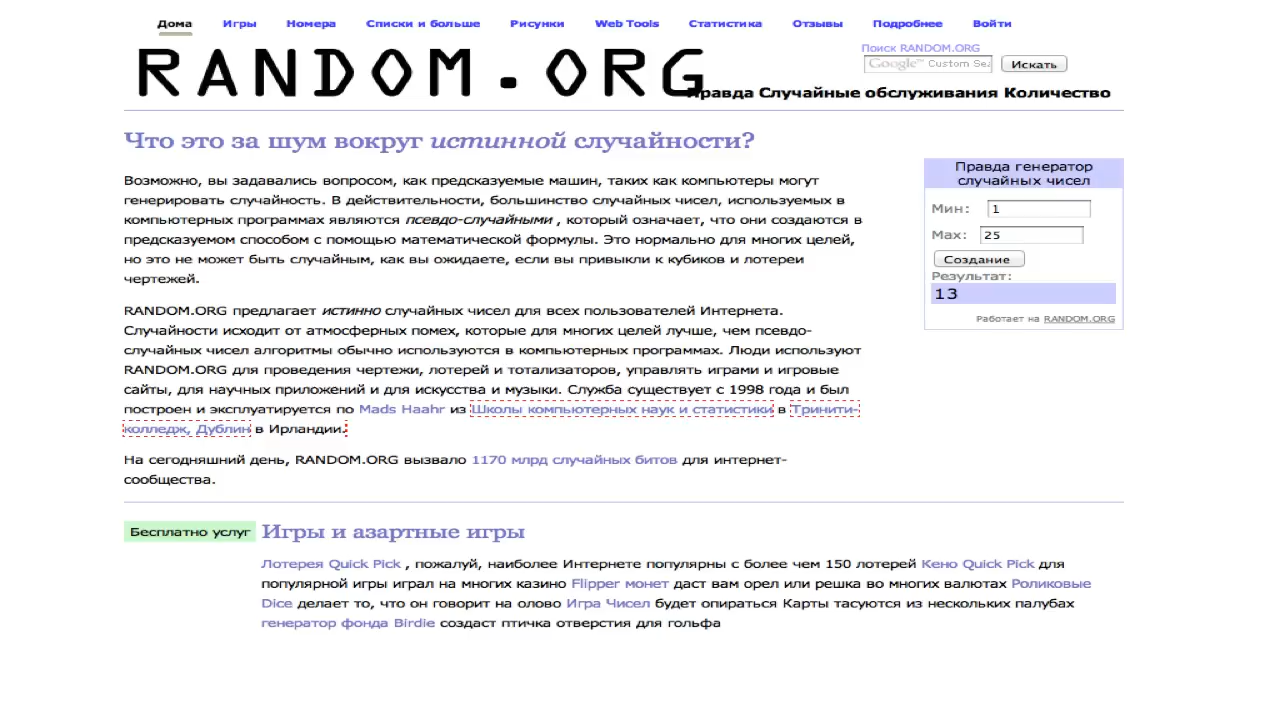 Дома Игры Номера Списки и больше Рисунки Web Tools Статистика Отзывы Подробнее Войти
RANDOM.ORG
Поиск RANDOM.ORG
Google™ Custom Sea Искать
Правда Случайные обслуживания Количество
Что это за шум вокруг истинной случайности?
Возможно, вы задавались вопросом, как предсказуемые машин, таких как компьютеры могут
генерировать случайность. В действительности, большинство случайных чисел, используемых в
компьютерных программах являются псевдо-случайными , который означает, что они создаются в
предсказуемом способом с помощью математической формулы. Это нормально для многих целей,
но это не может быть случайным, как вы ожидаете, если вы привыкли к кубиков и лотереи
чертежей.
RANDOM.ORG предлагает истинно случайных чисел для всех пользователей Интернета.
Случайности исходит от атмосферных помех, которые для многих целей лучше, чем псевдо-
случайных чисел алгоритмы обычно используются в компьютерных программах. Люди используют
RANDOM.ORG для проведения чертежи, лотерей и тотализаторов, управлять играми и игровые
сайты, для научных приложений и для искусства и музыки. Служба существует с 1998 года и был
построен и эксплуатируется по Mads Haahr из Школы компьютерных наук и статистики в Тринити-
колледж, Дублин в Ирландии.
На сегодняшний день, RANDOM.ORG вызвало 1170 млрд случайных битов для интернет-
сообщества.
Правда генератор
случайных чисел
Мин: 1
Max: 25
Создание
Результат:
13
Работает на RANDOM.ORG
Бесплатно услуг
Игры и азартные игры
Лотерея Quick Pick , пожалуй, наиболее Интернете популярны с более чем 150 лотерей Кено Quick Pick для
популярной игры играл на многих казино Flipper монет даст вам орел или решка во многих валютах Роликовые
Dice делает то, что он говорит на олово Игра Чисел будет опираться Карты тасуются из нескольких палубах
генератор фонда Birdie создаст птичка отверстия для гольфа